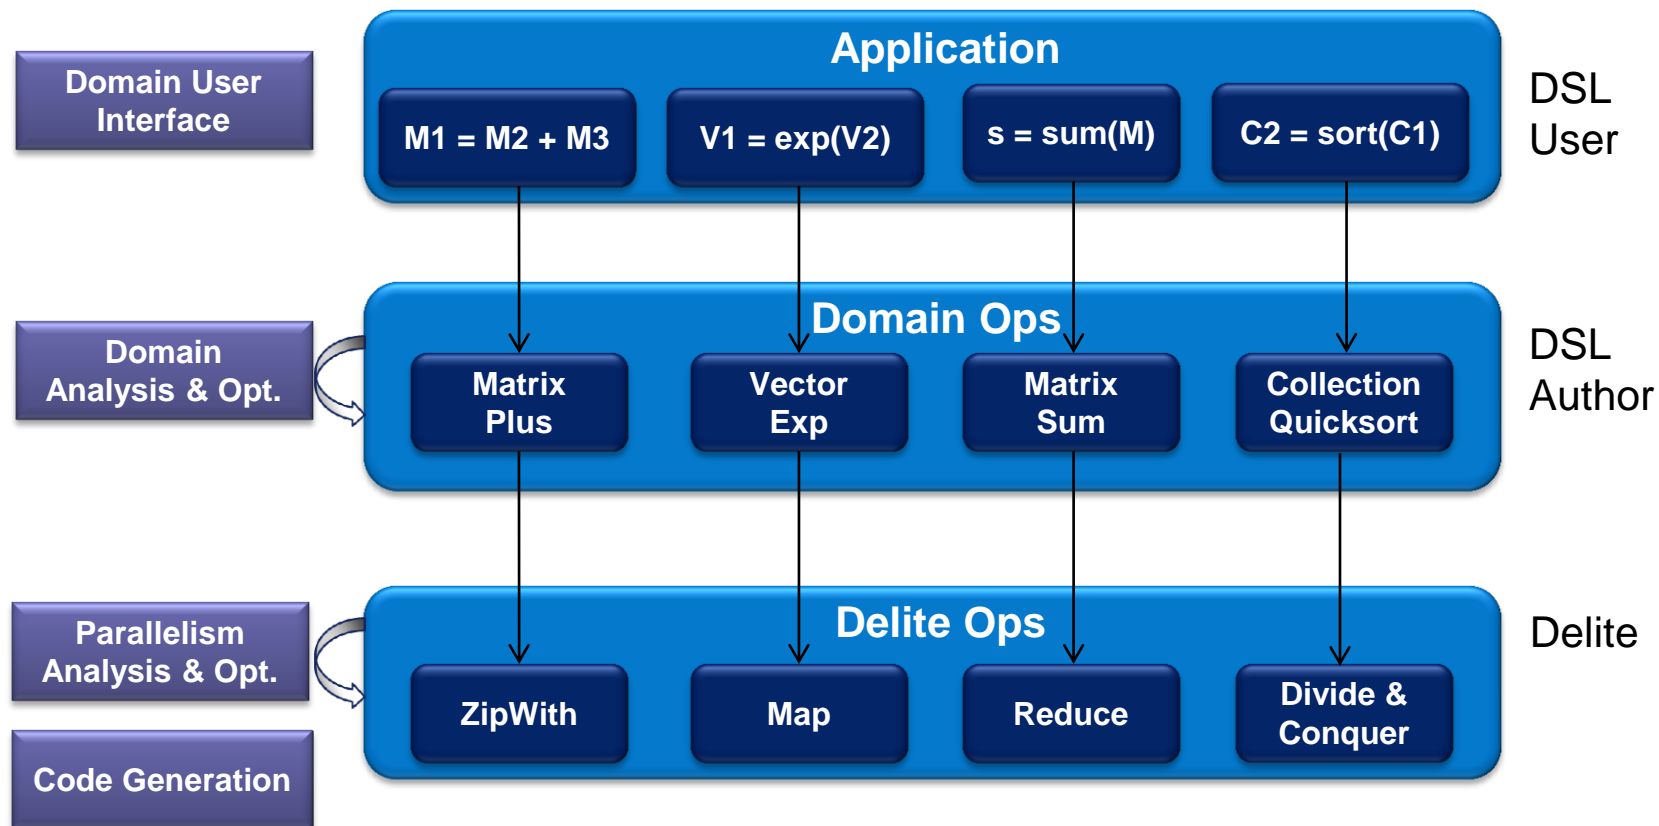 Application
Domain User
Interface
M1 = M2 + M3
V1 = exp(V2)
s = sum(M)
C2 = sort(C1)
DSL
User
Domain Ops
Domain
Analysis & Opt.
Matrix
Plus
Vector
Exp
Matrix
Sum
Collection
Quicksort
DSL
Author
Delite Ops
Parallelism
Analysis & Opt.
ZipWith
Map
Reduce
Divide &
Conquer
Delite
Code Generation